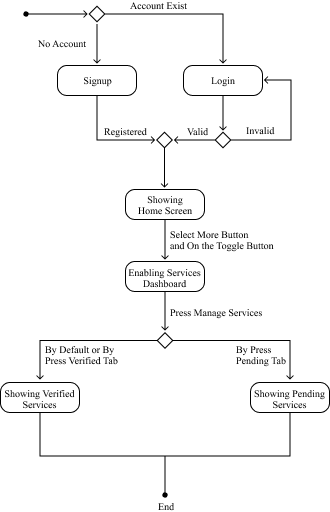 Account Exist
No Account
Signup
Login
Registered
Valid
Invalid
Showing
Home Screen
Select More Button
and On the Toggle Button
Enabling Services
Dashboard
Press Manage Services
By Default or By
Press Verified Tab
By Press
Pending Tab
Showing Verified
Services
Showing Pending
Services
End